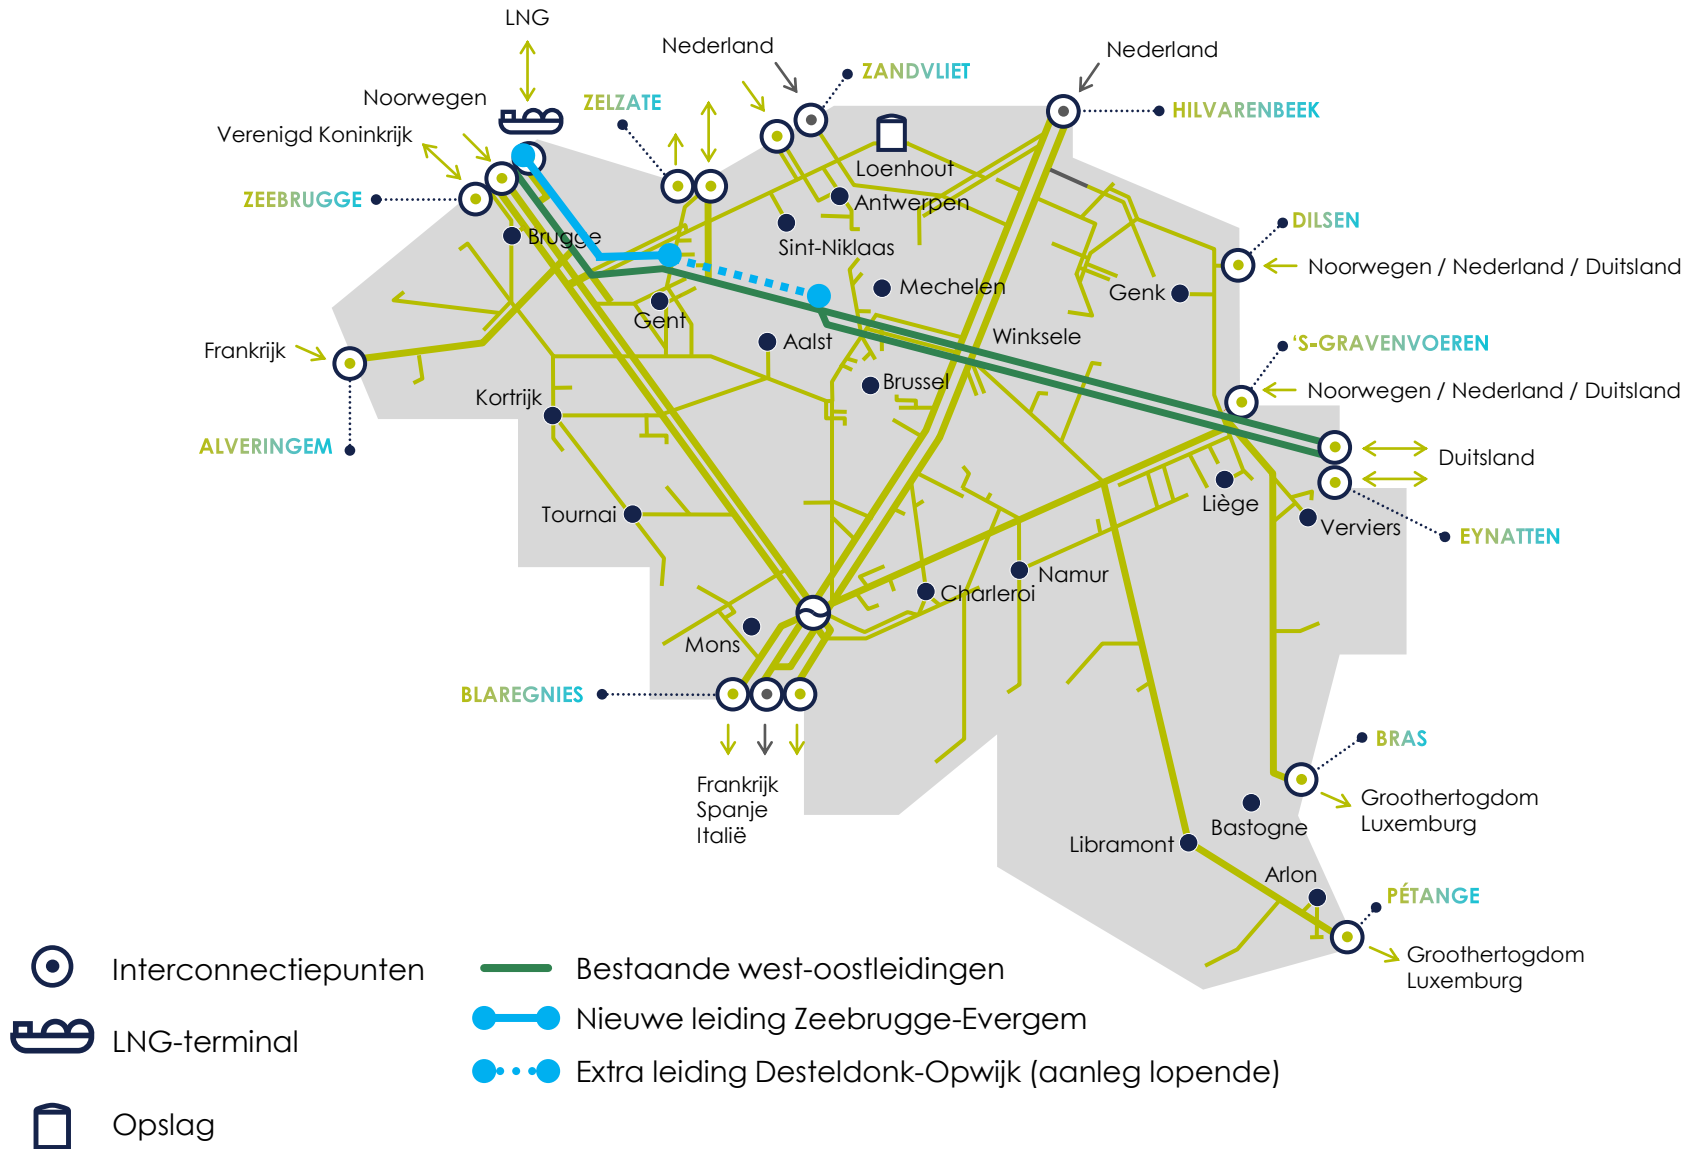 LNG
Nederland
Nederland
ZANDVLIET
Noorwegen
ZELZATE
HILVARENBEEK
Verenigd Koninkrijk
Loenhout
ZEEBRUGGE
Antwerpen
DILSEN
Brugge
Sint-Niklaas
Noorwegen / Nederland / Duitsland
Mechelen
Genk
Gent
Winksele
Aalst
'S-GRAVENVOEREN
Frankrijk
Brussel
Noorwegen / Nederland / Duitsland
Kortrijk
ALVERINGEM
Duitsland
Liège
Tournai
Verviers
EYNATTEN
Namur
Charleroi
Mons
BLAREGNIES
BRAS
Frankrijk
Spanje
Italië
Groothertogdom
Luxemburg
Bastogne
Libramont
Arlon
PÉTANGE
Groothertogdom
Luxemburg
Interconnectiepunten
LNG-terminal
Opslag
Bestaande west-oostleidingen
Nieuwe leiding Zeebrugge-Evergem
Extra leiding Desteldonk-Opwijk (aanleg lopende)